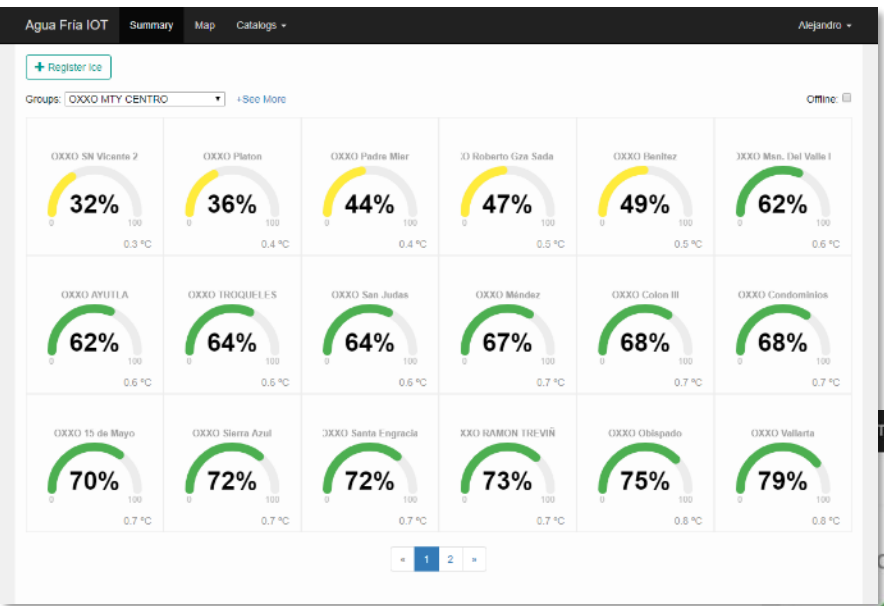 Agua Fría IOT Summary Map Catalogs Alejandro
+ Register Ice
Groups: OXXO MTY CENTRO +See More Offline:
OXXO SN Vicente 2 OXXO Platon OXXO Padre Mier O Roberto Gza Sada OXXO Benitez OXXO Msn. Del Valle I
32% 36% 44% 47% 49% 62%
0 100 0 100 0 100 0 100 0 100 0 100
0.3 ºC 0.4 ºC 0.4 ºC 0.5 ºC 0.5 ºC 0.6 ºC
OXXO AYUTLA OXXO TROQUELES OXXO San Judas OXXO Méndez OXXO Colon III OXXO Condominios
62% 64% 64% 67% 68% 68%
0 100 0 100 0 100 0 100 0 100 0 100
0.6 ºC 0.6 ºC 0.6 ºC 0.7 ºC 0.7 ºC 0.7 ºC
OXXO 15 de Mayo OXXO Sierra Azul OXXO Santa Engracia XXO RAMON TREVIÑ OXXO Obispado OXXO Vallarta
70% 72% 72% 73% 75% 79%
0 100 0 100 0 100 0 100 0 100 0 100
0.7 ºC 0.7 ºC 0.7 ºC 0.7 ºC 0.8 ºC 0.8 ºC
« 1 2 »